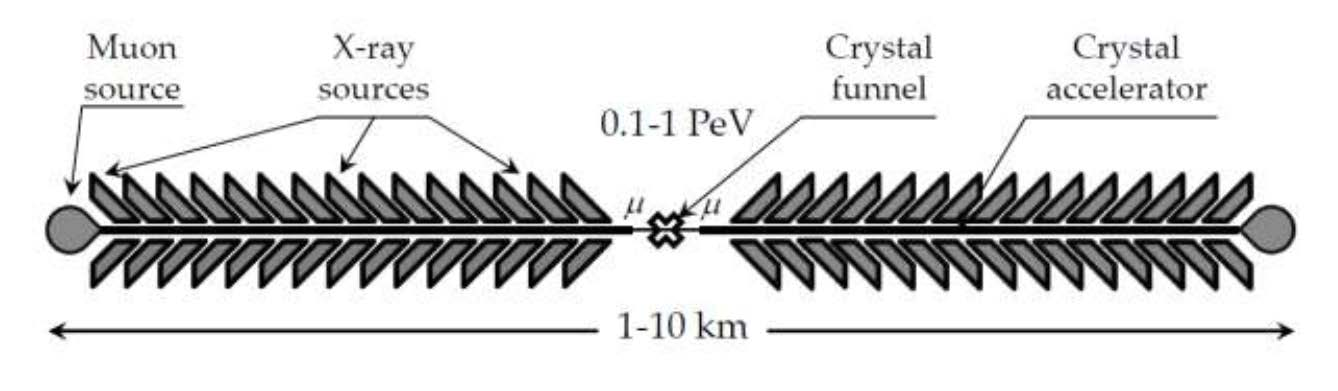 Muon
source
X-ray
sources
0.1-1 PeV
Crystal
funnel
Crystal
accelerator
μ
μ
1-10 km